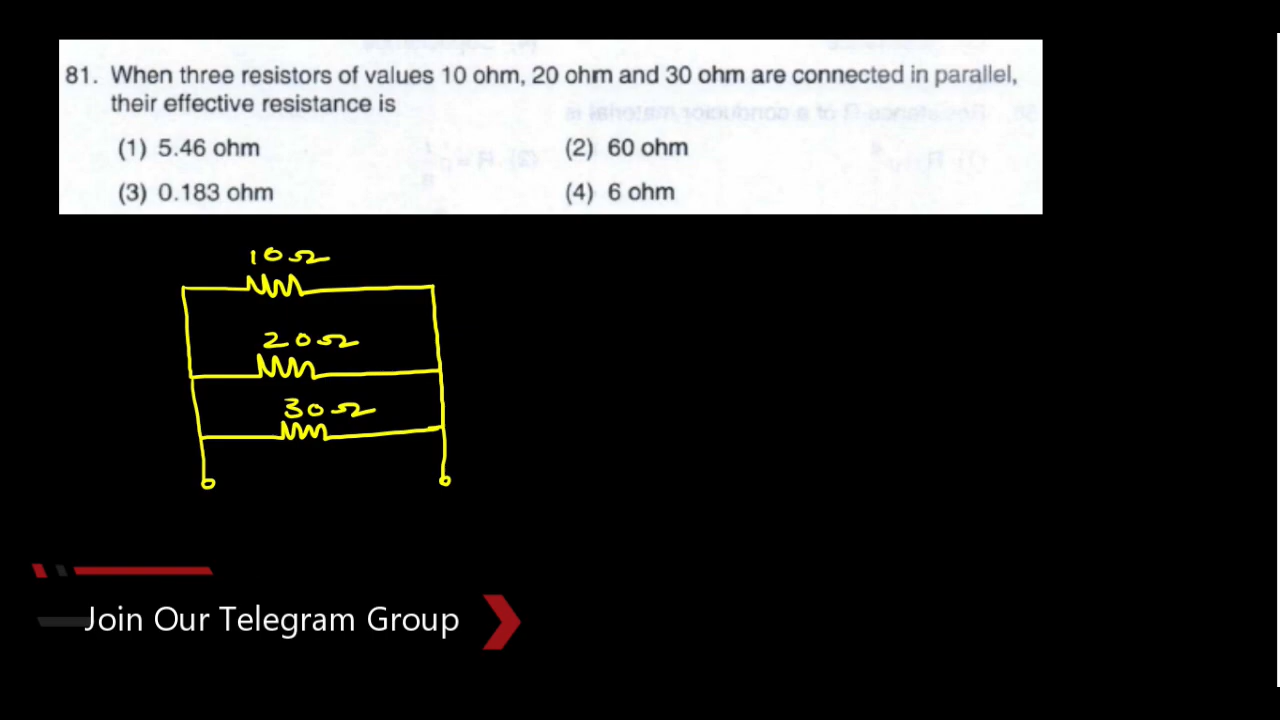 81. When three resistors of values 10 ohm, 20 ohm and 30 ohm are connected in parallel,
their effective resistance is
(1) 5.46 ohm (2) 60 ohm
(3) 0.183 ohm (4) 6 ohm
10Ω
20Ω
30Ω
Join Our Telegram Group